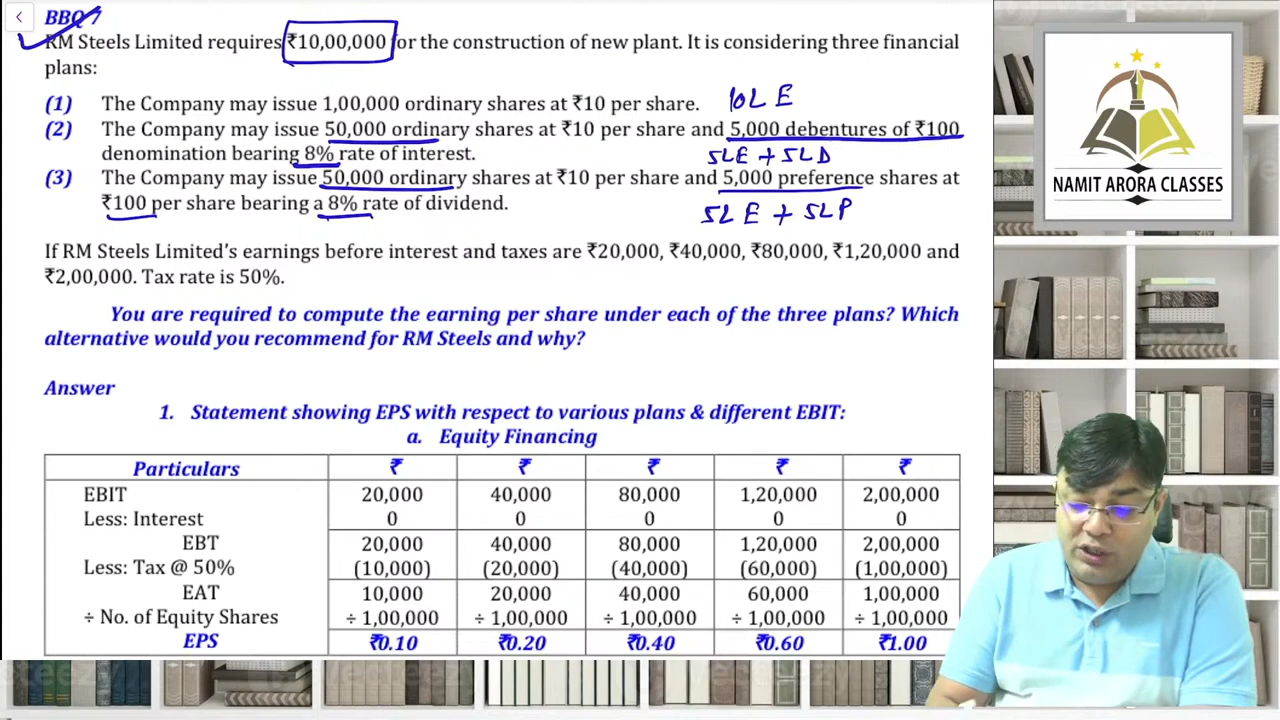 BBQ 7
RM Steels Limited requires ₹10,00,000 for the construction of new plant. It is considering three financial
plans:
(1) The Company may issue 1,00,000 ordinary shares at ₹10 per share. 10L E
(2) The Company may issue 50,000 ordinary shares at ₹10 per share and 5,000 debentures of ₹100
denomination bearing 8% rate of interest. 5LE + 5LD
(3) The Company may issue 50,000 ordinary shares at ₹10 per share and 5,000 preference shares at
₹100 per share bearing a 8% rate of dividend. 5LE + 5LP
If RM Steels Limited's earnings before interest and taxes are ₹20,000, ₹40,000, ₹80,000, ₹1,20,000 and
₹2,00,000. Tax rate is 50%.
You are required to compute the earning per share under each of the three plans? Which
alternative would you recommend for RM Steels and why?
Answer
1. Statement showing EPS with respect to various plans & different EBIT:
a. Equity Financing
Particulars ₹ ₹ ₹ ₹ ₹
EBIT 20,000 40,000 80,000 1,20,000 2,00,000
Less: Interest 0 0 0 0 0
EBT 20,000 40,000 80,000 1,20,000 2,00,000
Less: Tax @ 50% (10,000) (20,000) (40,000) (60,000) (1,00,000)
EAT 10,000 20,000 40,000 60,000 1,00,000
÷ No. of Equity Shares ÷ 1,00,000 ÷ 1,00,000 ÷ 1,00,000 ÷ 1,00,000 ÷ 1,00,000
EPS ₹0.10 ₹0.20 ₹0.40 ₹0.60 ₹1.00
NAMIT ARORA CLASSES